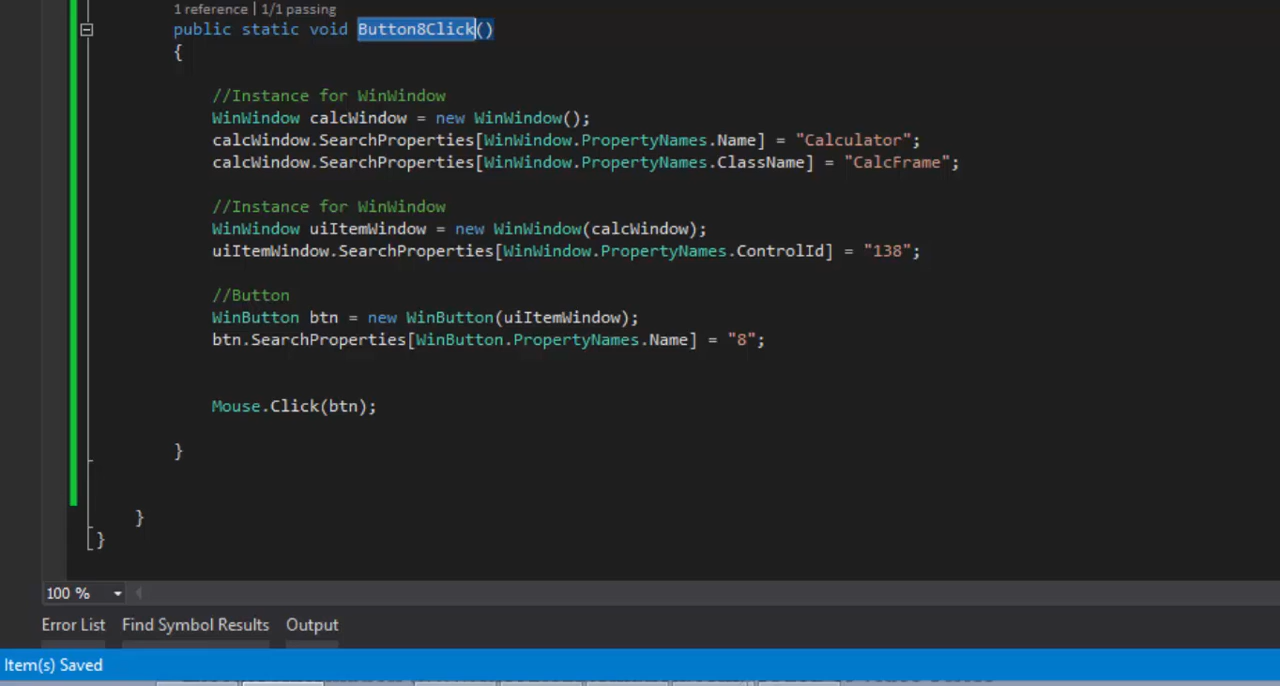 1 reference | 1/1 passing
public static void Button8Click()
{
//Instance for WinWindow
WinWindow calcWindow = new WinWindow();
calcWindow.SearchProperties[WinWindow.PropertyNames.Name] = "Calculator";
calcWindow.SearchProperties[WinWindow.PropertyNames.ClassName] = "CalcFrame";
//Instance for WinWindow
WinWindow uiItemWindow = new WinWindow(calcWindow);
uiItemWindow.SearchProperties[WinWindow.PropertyNames.ControlId] = "138";
//Button
WinButton btn = new WinButton(uiItemWindow);
btn.SearchProperties[WinButton.PropertyNames.Name] = "8";
Mouse.Click(btn);
}
}
}
100 %
Error List Find Symbol Results Output
Item(s) Saved